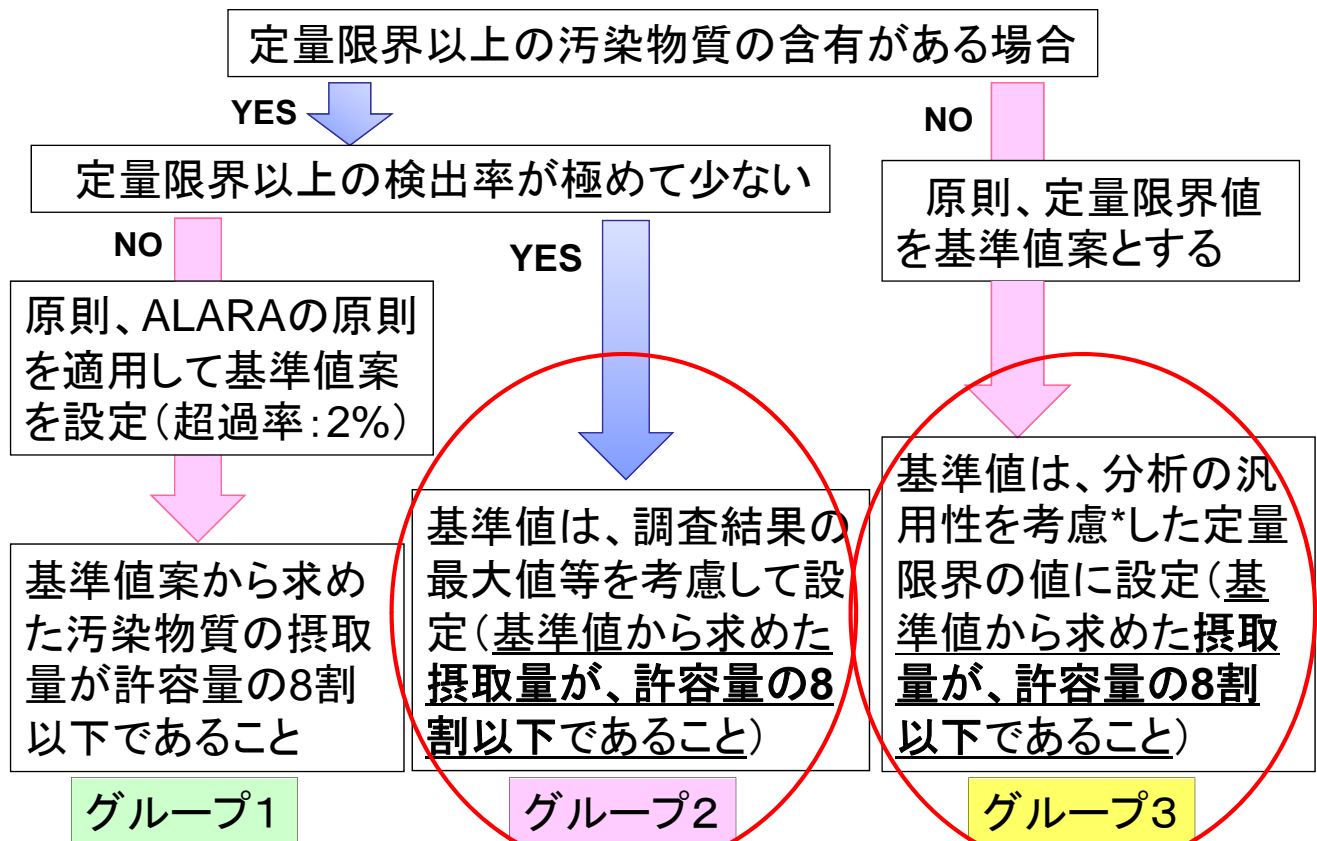 定量限界以上の汚染物質の含有がある場合
YES
NO
定量限界以上の検出率が極めて少ない
NO
YES
原則、定量限界値
を基準値案とする
原則、ALARAの原則
を適用して基準値案
を設定(超過率:2%)
基準値案から求め
た汚染物質の摂取
量が許容量の8割
以下であること
基準値は、調査結果の
最大値等を考慮して設
定(基準値から求めた
摂取量が、許容量の8
割以下であること)
基準値は、分析の汎
用性を考慮*した定量
限界の値に設定(基
準値から求めた摂取
量が、許容量の8割
以下であること)
グループ1
グループ2
グループ3